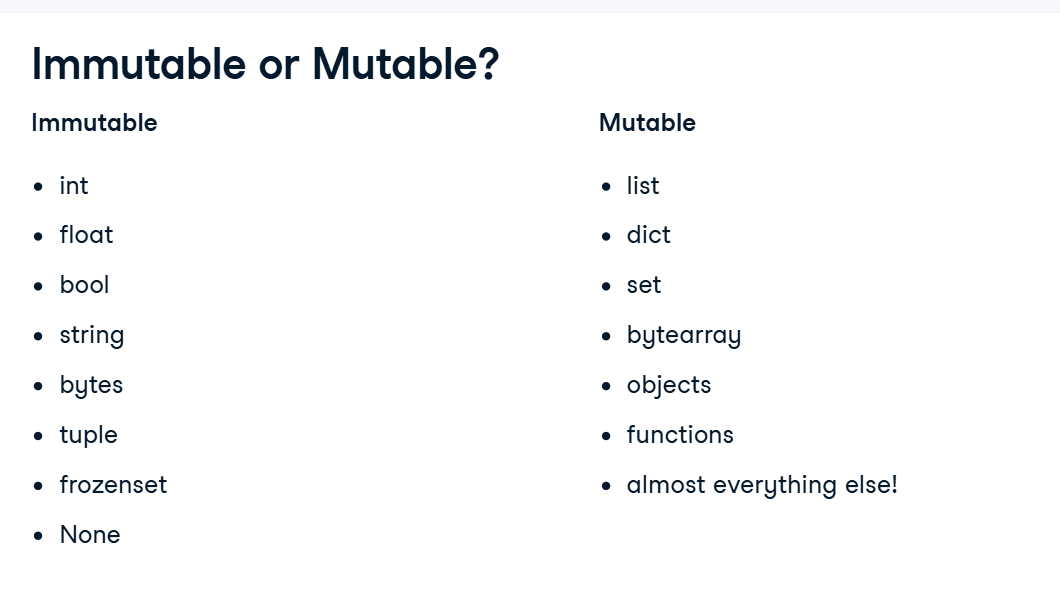 Immutable or Mutable?
Immutable
• int
• float
• bool
• string
• bytes
• tuple
• frozenset
• None
Mutable
• list
• dict
• set
• bytearray
• objects
• functions
• almost everything else!